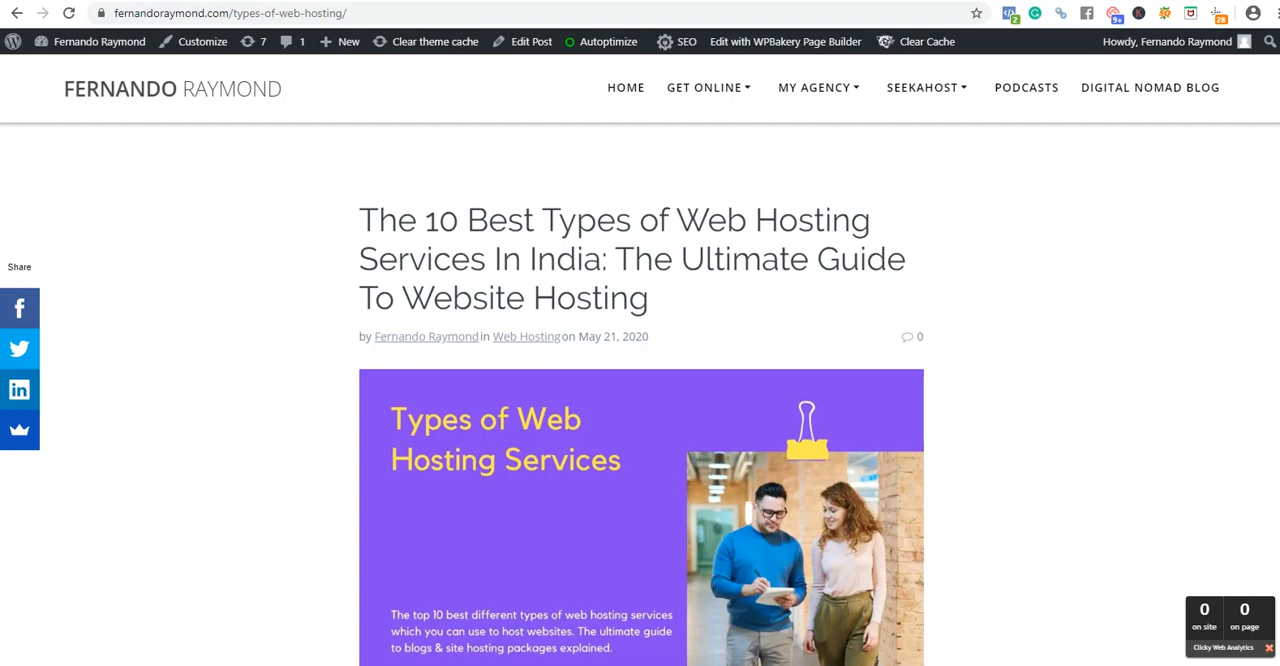 fernandoraymond.com/types-of-web-hosting/
2
9+
28
Fernando Raymond Customize 7 1 New Clear theme cache Edit Post Autoptimize SEO Edit with WPBakery Page Builder Clear Cache Howdy, Fernando Raymond
FERNANDO RAYMOND
HOME GET ONLINE MY AGENCY SEEKAHOST PODCASTS DIGITAL NOMAD BLOG
The 10 Best Types of Web Hosting
Services In India: The Ultimate Guide
To Website Hosting
Share
by Fernando Raymond in Web Hosting on May 21, 2020 0
Types of Web
Hosting Services
The top 10 best different types of web hosting services
which you can use to host websites. The ultimate guide
to blogs & site hosting packages explained.
0 0
on site on page
Clicky Web Analytics